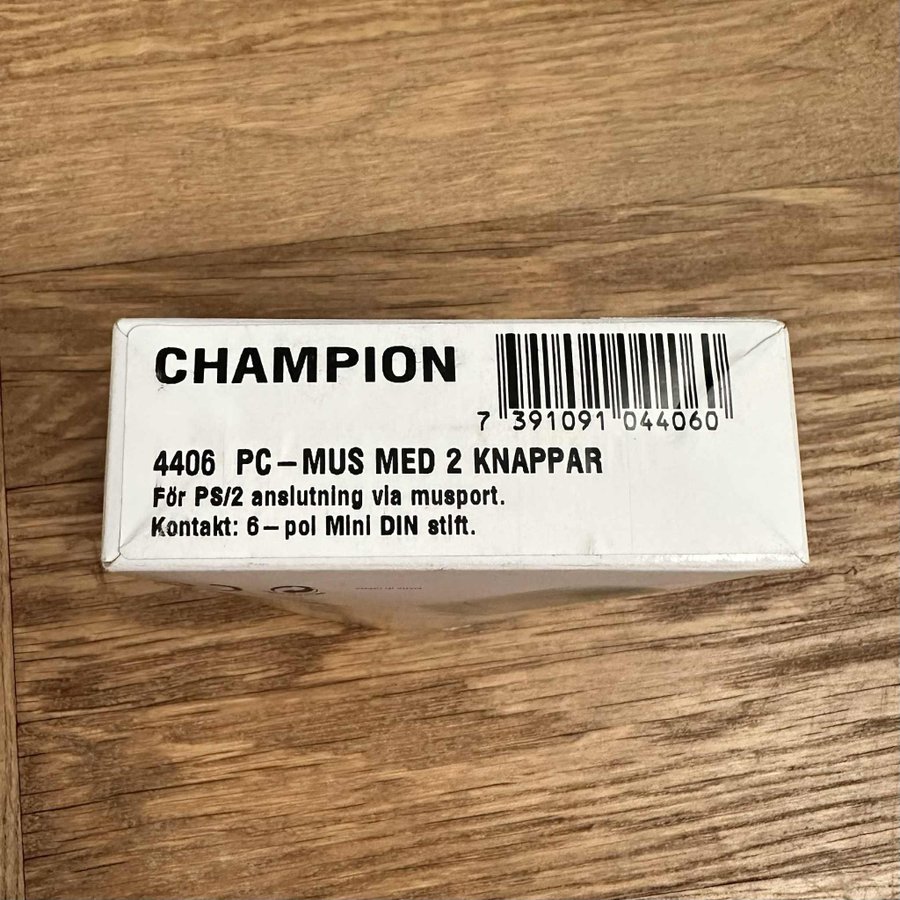 CHAMPION
7 391091 044060
4406 PC-MUS MED 2 KNAPPAR
För PS/2 anslutning via musport.
Kontakt: 6-pol Mini DIN stift.